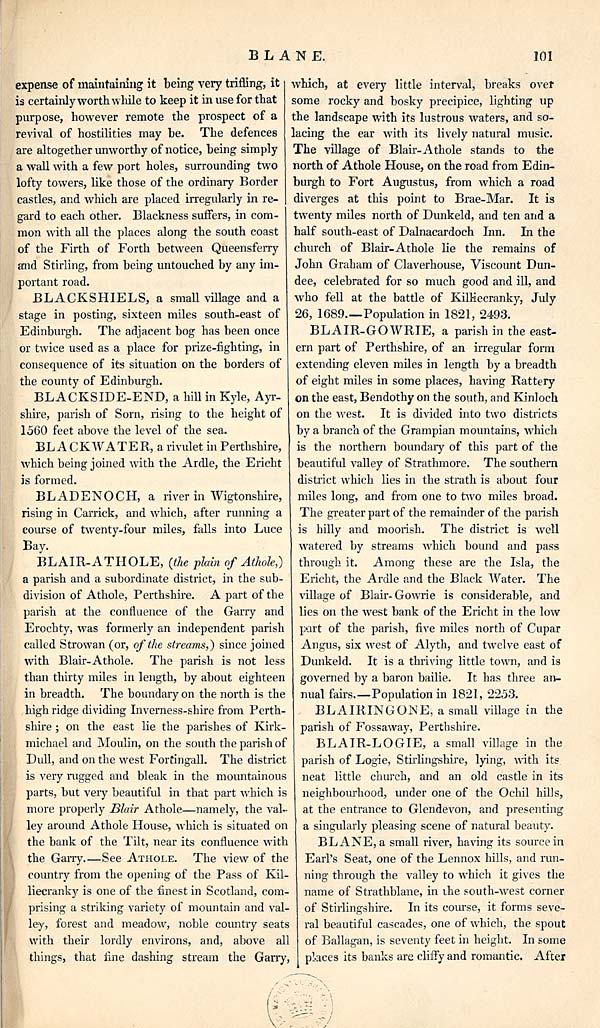 BLANE.
101
expense of maintaining it being very trifling, it
is certainly worth while to keep it in use for that
purpose, however remote the prospect of a
revival of hostilities may be. The defences
are altogether unworthy of notice, being simply
a wall with a few port holes, surrounding two
lofty towers, like those of the ordinary Border
castles, and which are placed irregularly in re-
gard to each other. Blackness suffers, in com-
mon with all the places along the south coast
of the Firth of Forth between Queensferry
and Stirling, from being untouched by any im-
portant road.
BLACKSHIELS, a small village and a
stage in posting, sixteen miles south-east of
Edinburgh. The adjacent bog has been once
or twice used as a place for prize-fighting, in
consequence of its situation on the borders of
the county of Edinburgh.
BLACKSIDE-END, a hill in Kyle, Ayr-
shire, parish of Sorn, rising to the height of
1560 feet above the level of the sea.
BLACKWATER, a rivulet in Perthshire,
which being joined with the Ardle, the Ericht
is formed.
BLADENOCH, a river in Wigtonshire,
rising in Carrick, and which, after running a
course of twenty-four miles, falls into Luce
Bay.
BLAIR-ATHOLE, (the plain of Athole,)
a parish and a subordinate district, in the sub-
division of Athole, Perthshire. A part of the
parish at the confluence of the Garry and
Erochty, was formerly an independent parish
called Strowan (or, of the streams,) since joined
with Blair-Athole. The parish is not less
than thirty miles in length, by about eighteen
in breadth. The boundary on the north is the
high ridge dividing Inverness-shire from Perth-
shire; on the east lie the parishes of Kirk-
michael and Moulin, on the south the parish of
Dull, and on the west Fortingall. The district
is very rugged and bleak in the mountainous
parts, but very beautiful in that part which is
more properly Blair Athole—namely, the val-
ley around Athole House, which is situated on
the bank of the Tilt, near its confluence with
the Garry.—See ATHOLE. The view of the
country from the opening of the Pass of Kil-
liecranky is one of the finest in Scotland, com-
prising a striking variety of mountain and val-
ley, forest and meadow, noble country seats
with their lordly environs, and, above all
things, that fine dashing stream the Garry,
which, at every little interval, breaks over
some rocky and bosky precipice, lighting up
the landscape with its lustrous waters, and so-
lacing the ear with its lively natural music.
The village of Blair-Athole stands to the
north of Athole House, on the road from Edin-
burgh to Fort Augustus, from which a road
diverges at this point to Brae-Mar. It is
twenty miles north of Dunkeld, and ten and a
half south-east of Dalnacardoch Inn. In the
church of Blair-Athole lie the remains of
John Graham of Claverhouse, Viscount Dun-
dee, celebrated for so much good and ill, and
who fell at the battle of Killiecranky, July
26, 1689.—Population in 1821, 2493.
BLAIR-GOWRIE, a parish in the east-
ern part of Perthshire, of an irregular form
extending eleven miles in length by a breadth
of eight miles in some places, having Rattery
on the east, Bendothy on the south, and Kinloch
on the west. It is divided into two districts
by a branch of the Grampian mountains, which
is the northern boundary of this part of the
beautiful valley of Strathmore. The southern
district which lies in the strath is about four
miles long, and from one to two miles broad.
The greater part of the remainder of the parish
is hilly and moorish. The district is well
watered by streams which bound and pass
through it. Among these are the Isla, the
Ericht, the Ardle and the Black Water. The
village of Blair-Gowrie is considerable, and
lies on the west bank of the Ericht in the low
part of the parish, five miles north of Cupar
Angus, six west of Alyth, and twelve east of
Dunkeld. It is a thriving little town, and is
governed by a baron bailie. It has three an-
nual fairs.—Population in 1821, 2253.
BLAIRINGONE, a small village in the
parish of Fossaway, Perthshire.
BLAIR-LOGIE, a small village in the
parish of Logie, Stirlingshire, lying, with its
neat little church, and an old castle in its
neighbourhood, under one of the Ochil hills,
at the entrance to Glendevon, and presenting
a singularly pleasing scene of natural beauty.
BLANE, a small river, having its source in
Earl's Seat, one of the Lennox hills, and run-
ning through the valley to which it gives the
name of Strathblane, in the south-west corner
of Stirlingshire. In its course, it forms seve-
ral beautiful cascades, one of which, the spout
of Ballagan, is seventy feet in height. In some
places its banks are cliffy and romantic. After